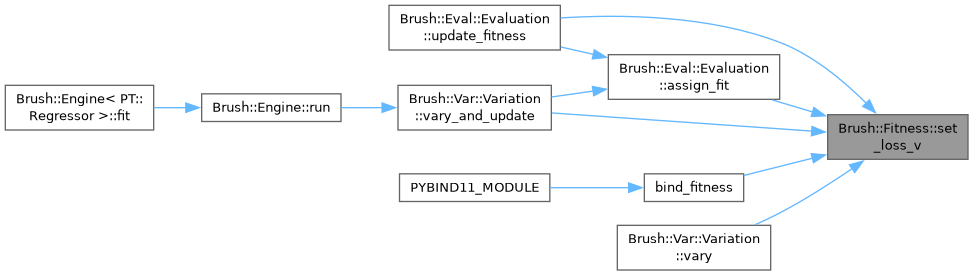 Brush::Eval::Evaluation
::update_fitness
Brush::Eval::Evaluation
::assign_fit
Brush::Engine< PT::
Regressor >::fit
Brush::Engine::run
Brush::Var::Variation
::vary_and_update
Brush::Fitness::set
_loss_v
PYBIND11_MODULE
bind_fitness
Brush::Var::Variation
::vary